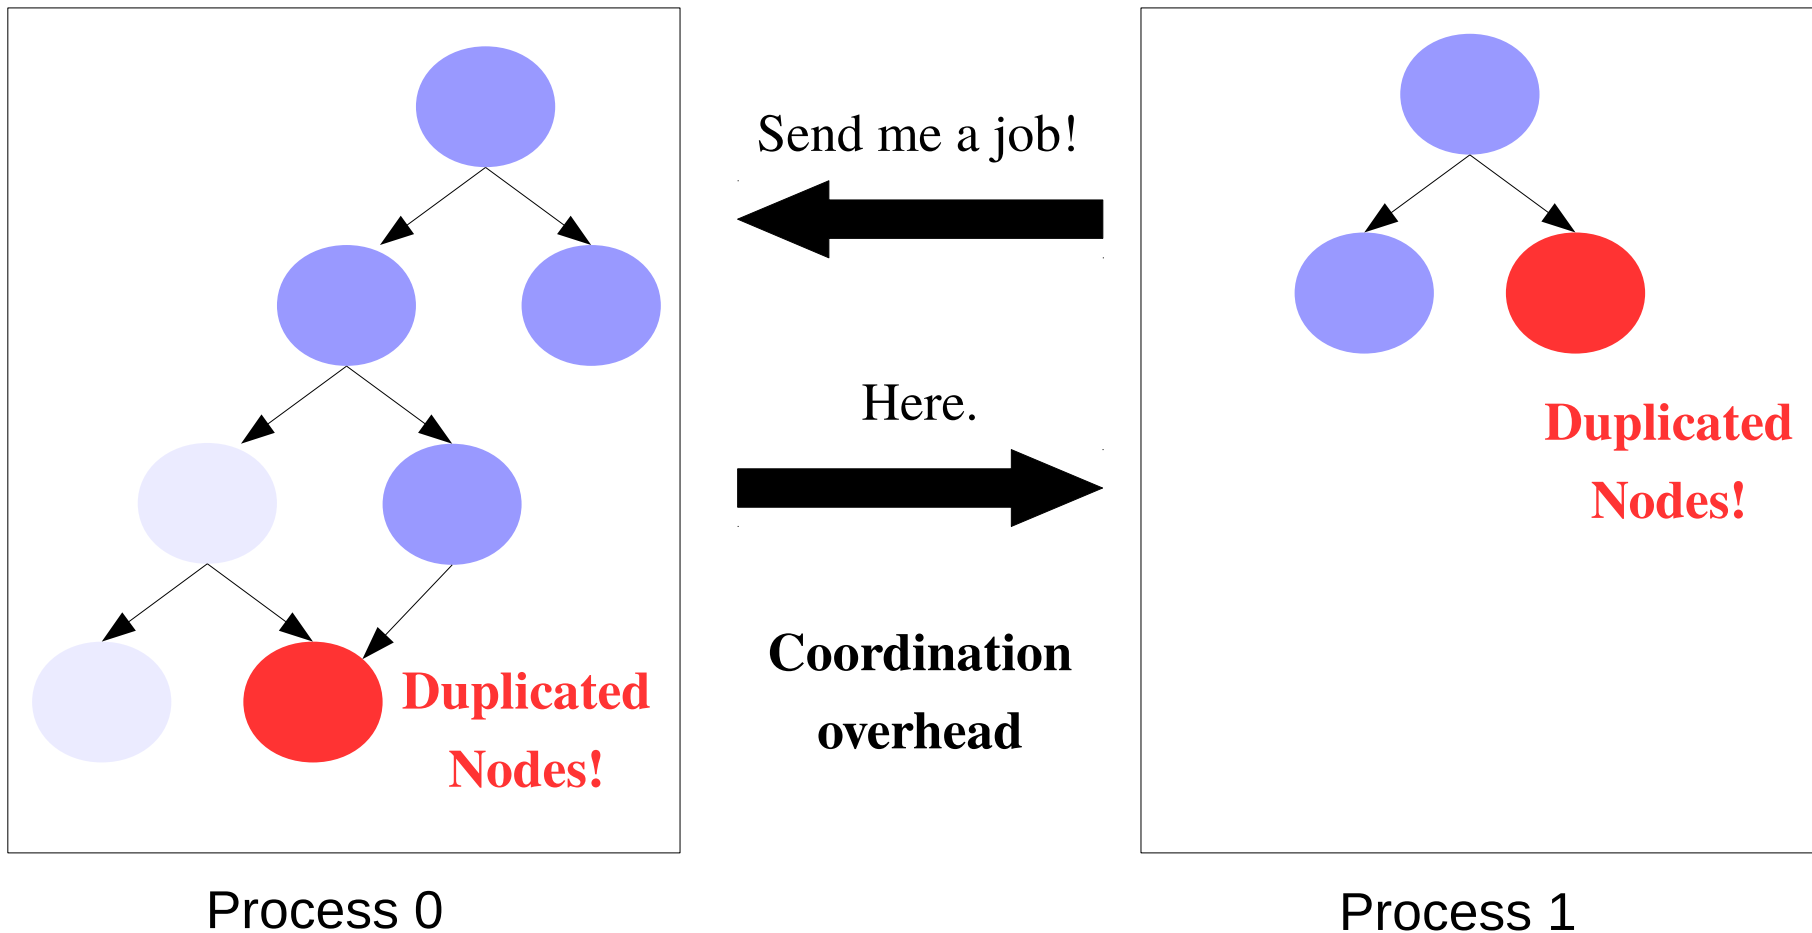 Send me a job!
Here.
Coordination
overhead
Duplicated
Nodes!
Duplicated
Nodes!
Process 0
Process 1